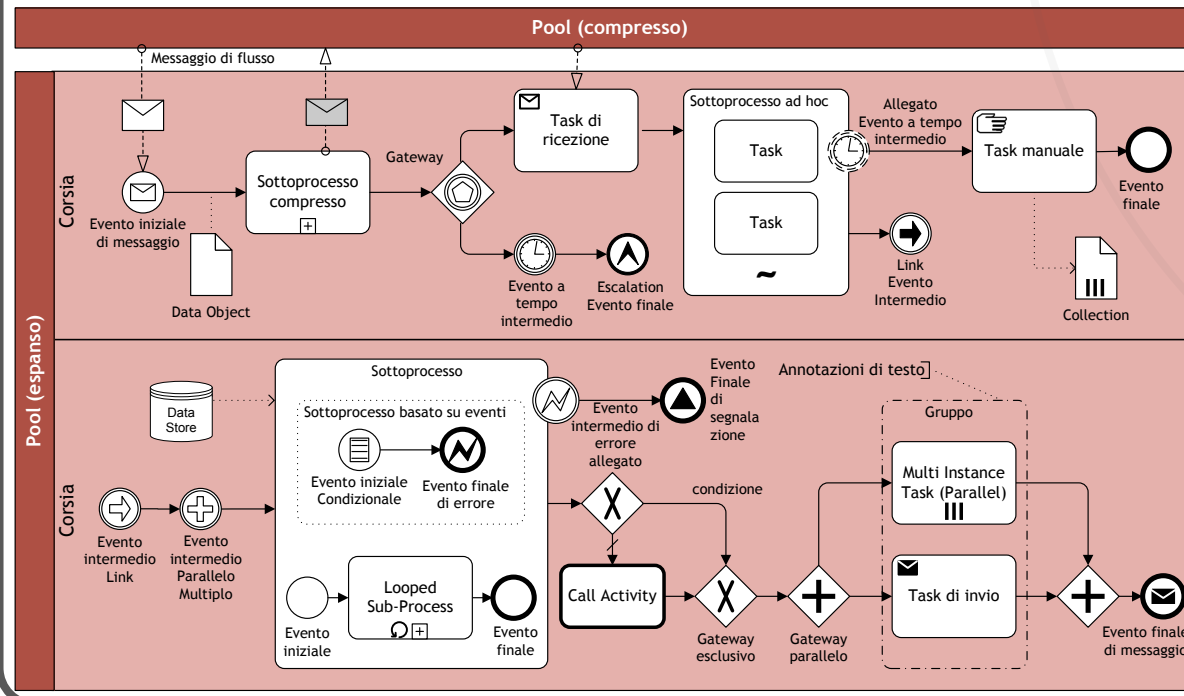 Pool (compresso)
Messaggio di flusso
Pool (espanso)
Corsia
Evento iniziale
di messaggio
Data Object
Sottoprocesso
compresso
Gateway
Task di
ricezione
Evento a
tempo
intermedio
Escalation
Evento finale
Sottoprocesso ad hoc
Task
Task
~
Allegato
Evento a tempo
intermedio
Link
Evento
Intermedio
Task manuale
Evento
finale
Collection
Corsia
Data
Store
Evento
intermedio
Link
Evento
intermedio
Parallelo
Multiplo
Sottoprocesso
Sottoprocesso basato su eventi
Evento iniziale
Condizionale
Evento finale
di errore
Evento
iniziale
Looped
Sub-Process
Evento
finale
Evento
intermedio di
errore
allegato
Evento
Finale
di
segnala
zione
X
condizione
Call Activity
X
Gateway
esclusivo
Gateway
parallelo
Annotazioni di testo
Gruppo
Multi Instance
Task (Parallel)
Task di invio
Evento finale
di messaggio